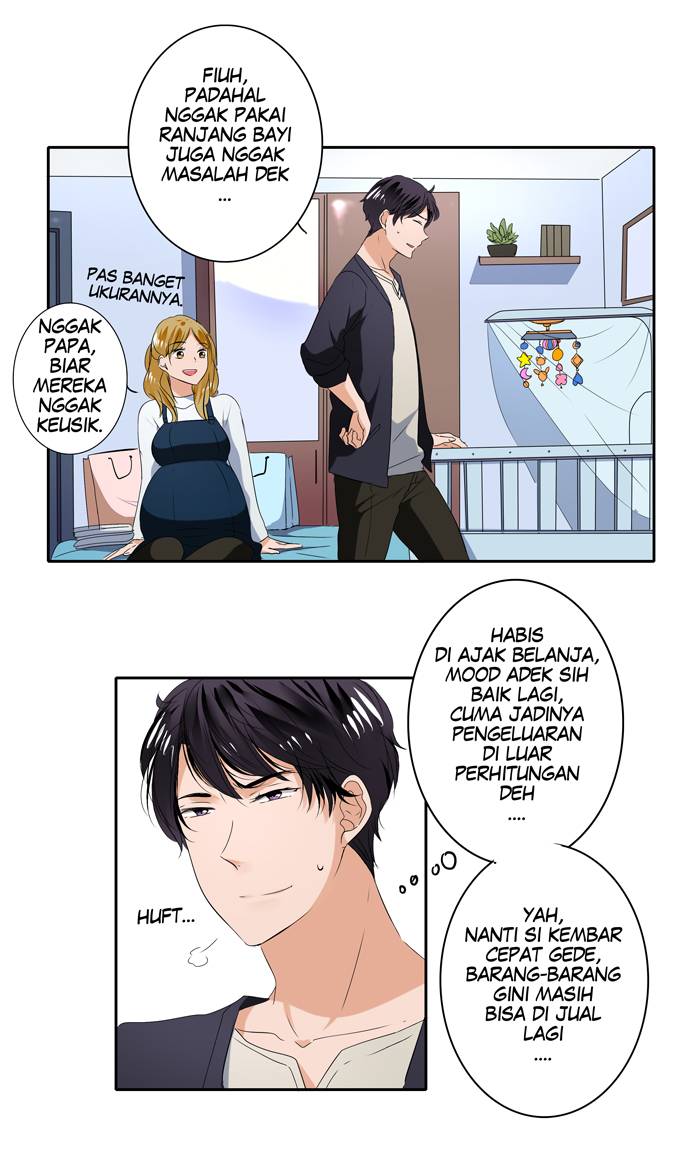 FIUH,
PADAHAL
NGGAK PAKAI
RANJANG BAYI
JUGA NGGAK
MASALAH DEK
...
PAS BANGET
UKURANNYA.
NGGAK
PAPA,
BIAR
MEREKA
NGGAK
KEUSIK.
HABIS
DI AJAK BELANJA,
MOOD ADEK SIH
BAIK LAGI,
CUMA JADINYA
PENGELUARAN
DI LUAR
PERHITUNGAN
DEH
....
HUFT...
YAH,
NANTI SI KEMBAR
CEPAT GEDE,
BARANG-BARANG
GINI MASIH
BISA DI JUAL
LAGI
....